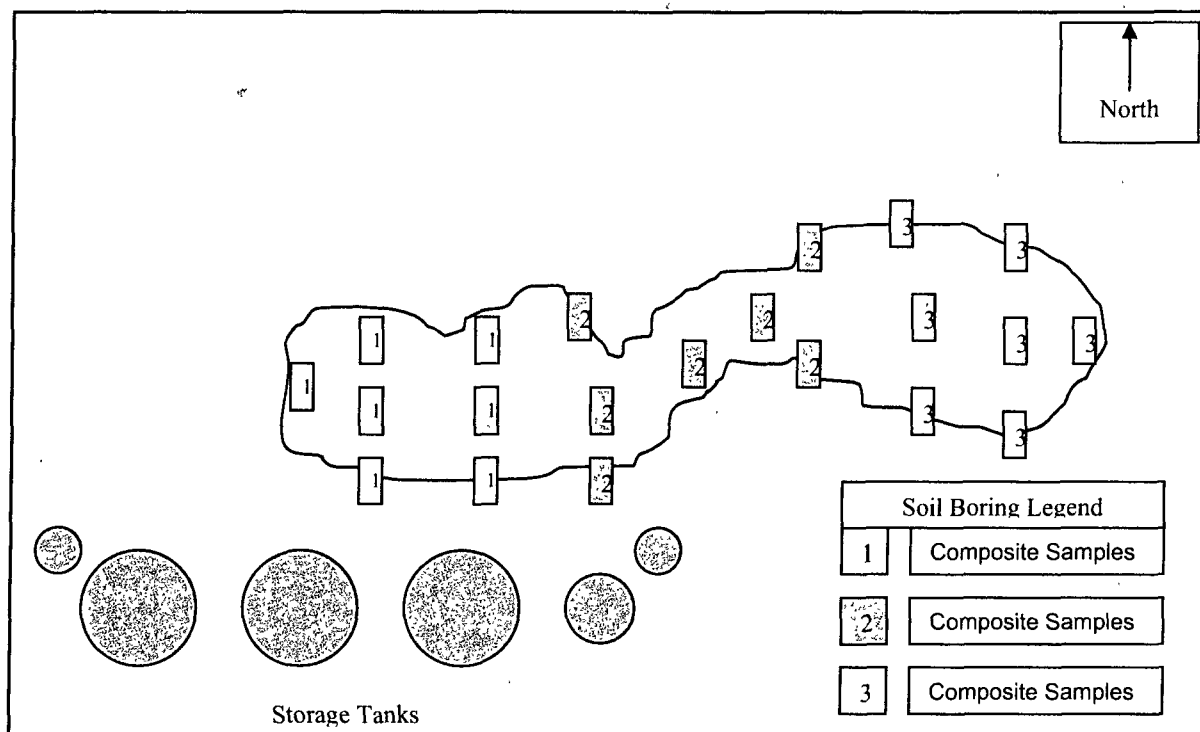 North
3
2 3
2 2 3
1 1 3 3
2 2
1
1 1 2 3
3
1 1 2
Soil Boring Legend
1 Composite Samples
2 Composite Samples
3 Composite Samples
Storage Tanks